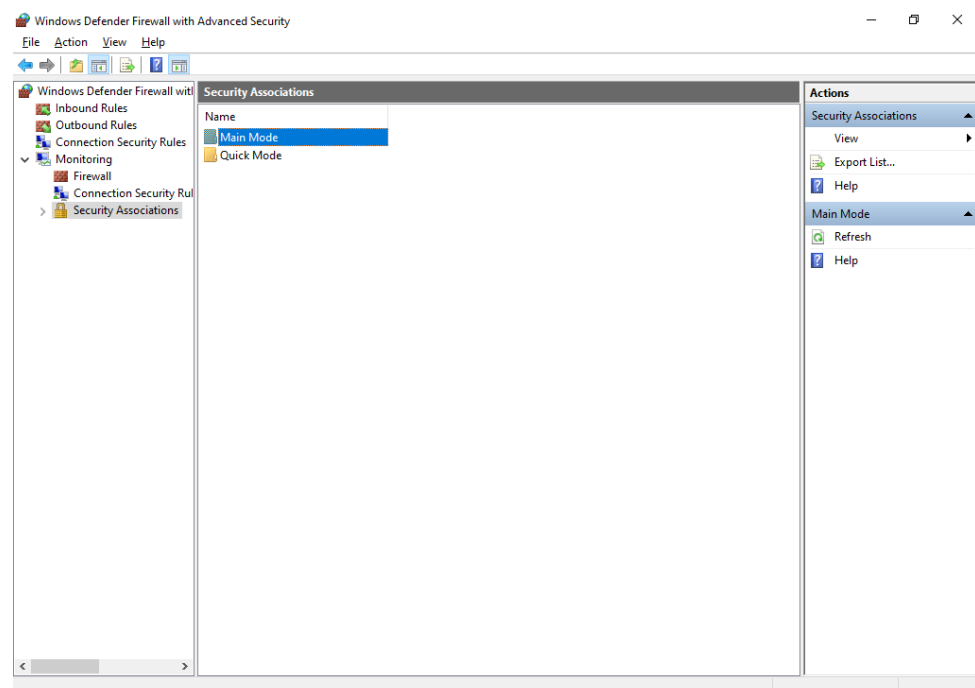 Windows Defender Firewall with Advanced Security
File Action View Help
Windows Defender Firewall witl
Inbound Rules
Outbound Rules
Connection Security Rules
Monitoring
Firewall
Connection Security Rul
Security Associations
Security Associations
Name
Main Mode
Quick Mode
Actions
Security Associations
View
Export List...
Help
Main Mode
Refresh
Help